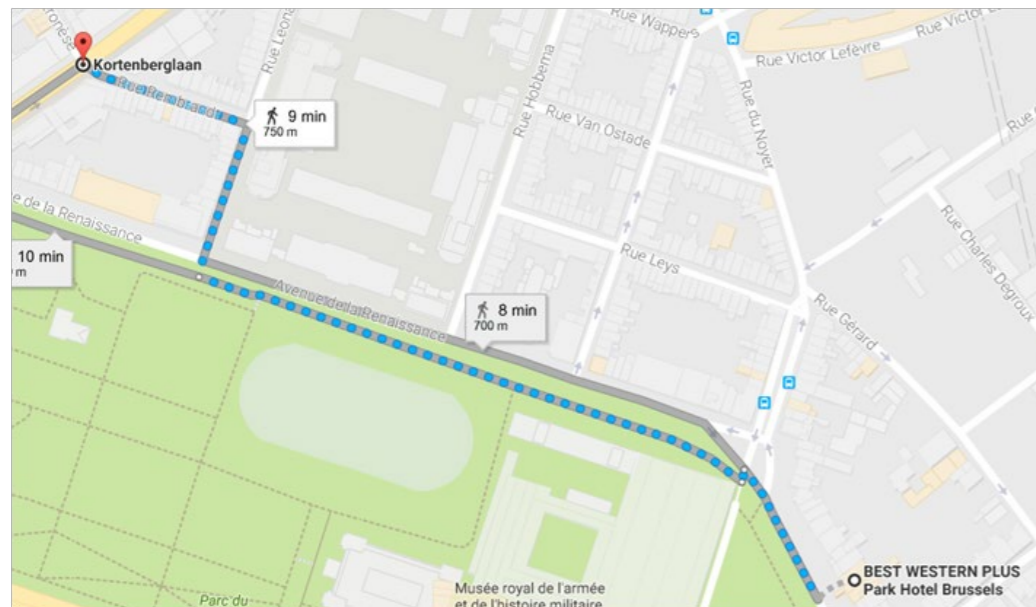 Rue Wappers
Rue Victor Lefèvre
Rue Victor
Kortenberglaan
Rue Rembrandt
Rue Leona
Rue Hobbema
9 min
750 m
Rue Van Ostade
Rue du Noyer
Rue
e de la Renaissance
10 min
m
Rue Leys
Rue Charles Degroux
Avenue de la Renaissance
8 min
700 m
Rue Gérard
BEST WESTERN PLUS
Park Hotel Brussels
Musée royal de l'armée
et de l'histoire militaire
Parc du